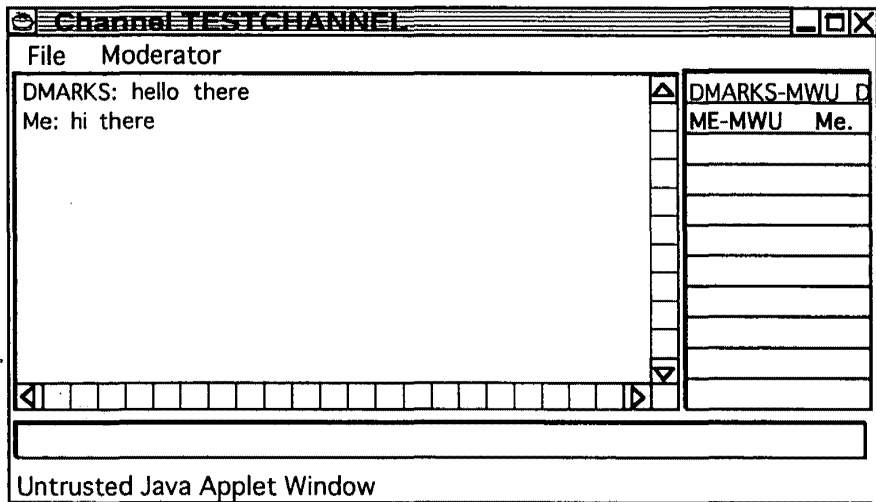 Channel TESTCHANNEL
File Moderator
DMARKS: hello there
Me: hi there
DMARKS-MWU D
ME-MWU Me.
Untrusted Java Applet Window